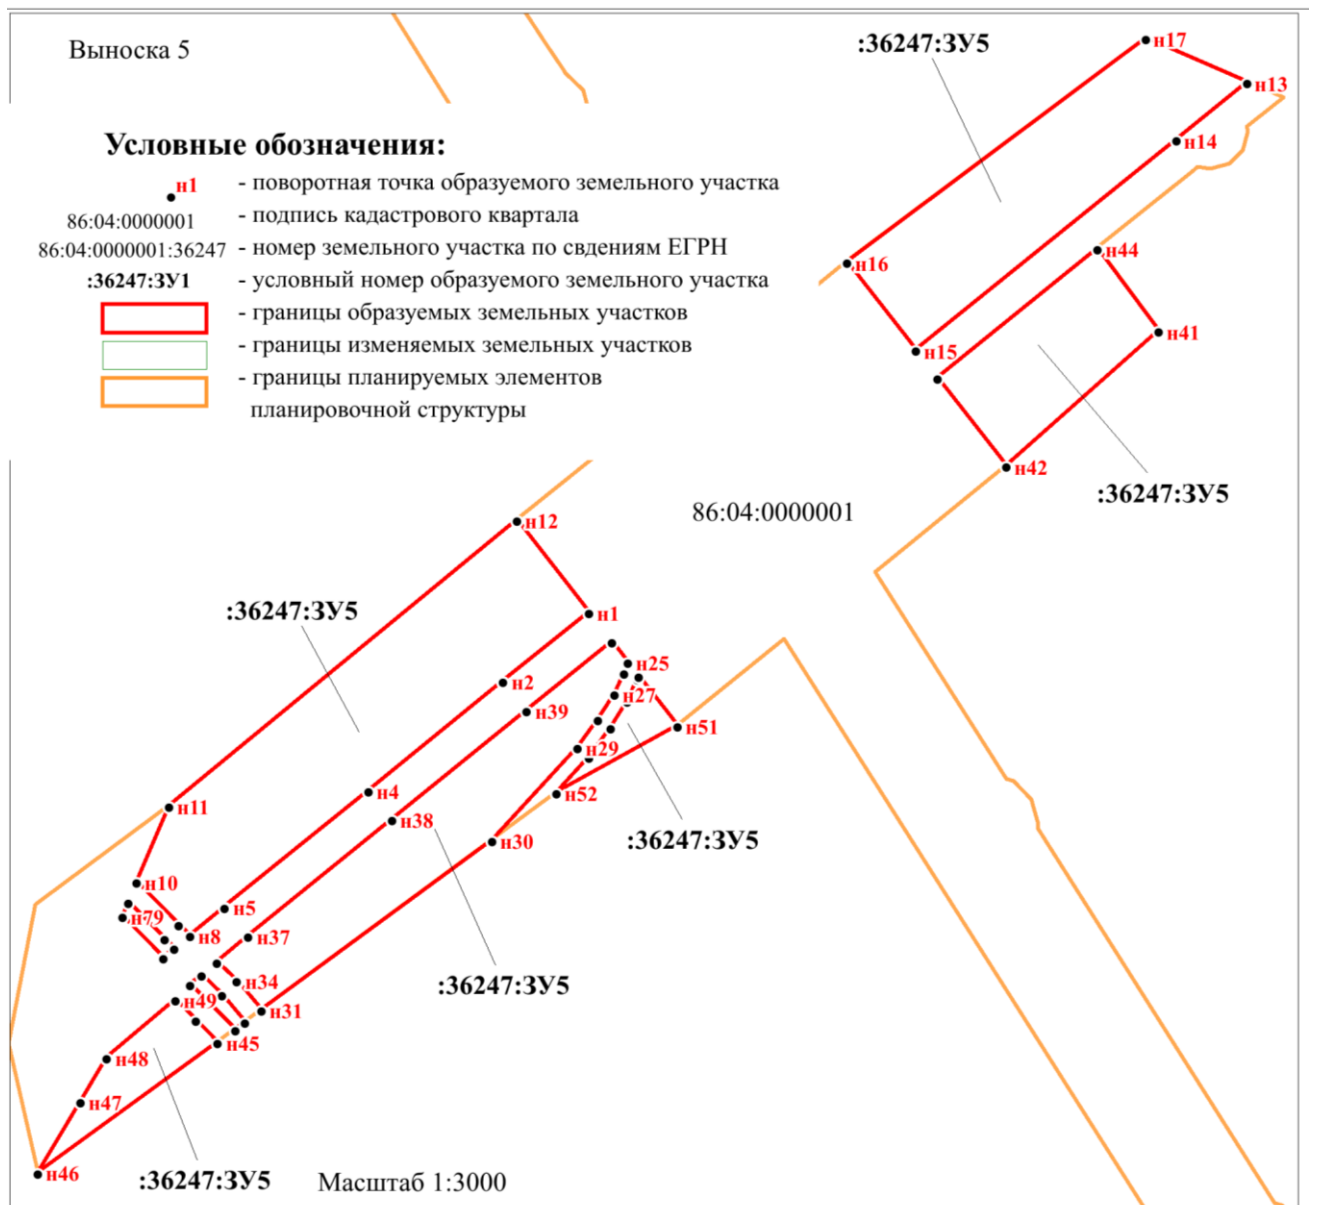 Выноска 5
Условные обозначения:
н1
- поворотная точка образуемого земельного участка
86:04:0000001
- подпись кадастрового квартала
86:04:0000001:36247
- номер земельного участка по свдениям ЕГРН
:36247:ЗУ1
- условный номер образуемого земельного участка
- границы образуемых земельных участков
- границы изменяемых земельных участков
- границы планируемых элементов
планировочной структуры
:36247:ЗУ5
н17
н13
н14
н16
н44
н15
н41
н42
:36247:ЗУ5
86:04:0000001
н12
:36247:ЗУ5
н1
н25
н2
н27
н39
н51
н29
н4
н52
н11
н38
:36247:ЗУ5
н30
н10
н5
н79
н8
н37
н34
:36247:ЗУ5
н49
н31
н45
н48
н47
н46
:36247:ЗУ5
Масштаб 1:3000